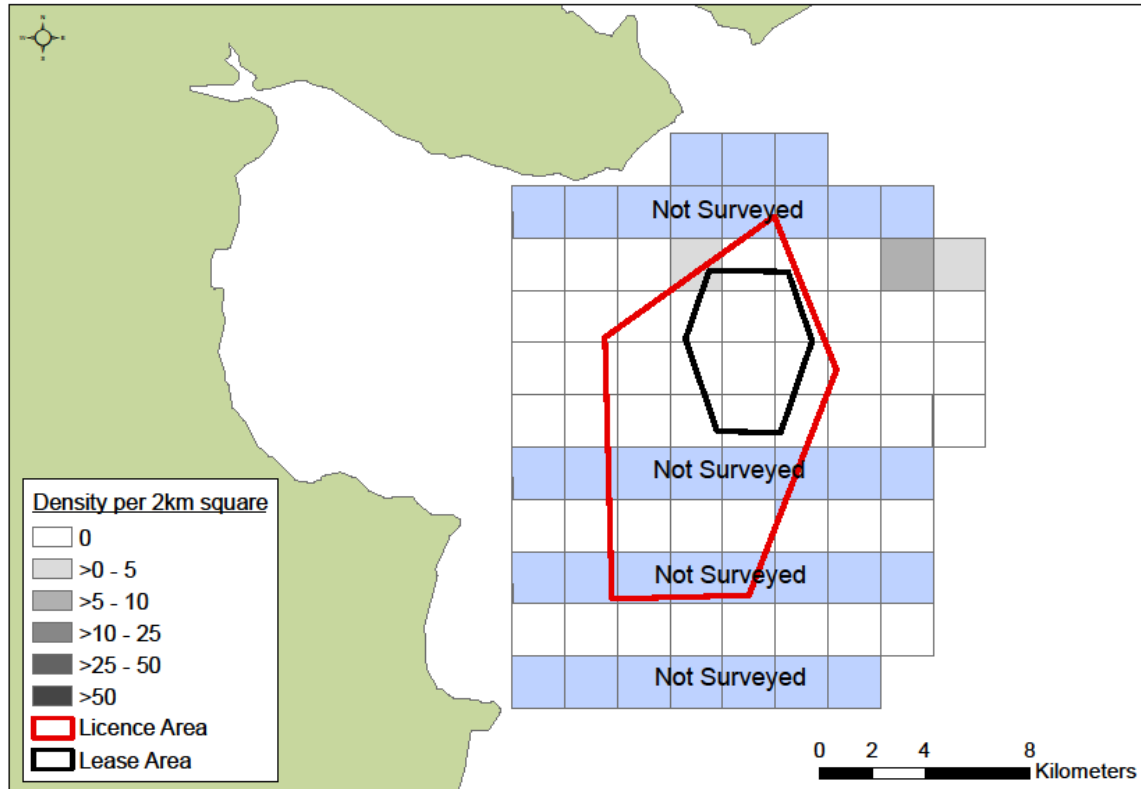 N
W E
S
Not Surveyed
Not Surveyed
Not Surveyed
Not Surveyed
Density per 2km square
0
>0 - 5
>5 - 10
>10 - 25
>25 - 50
>50
Licence Area
Lease Area
0 2 4 8
Kilometers